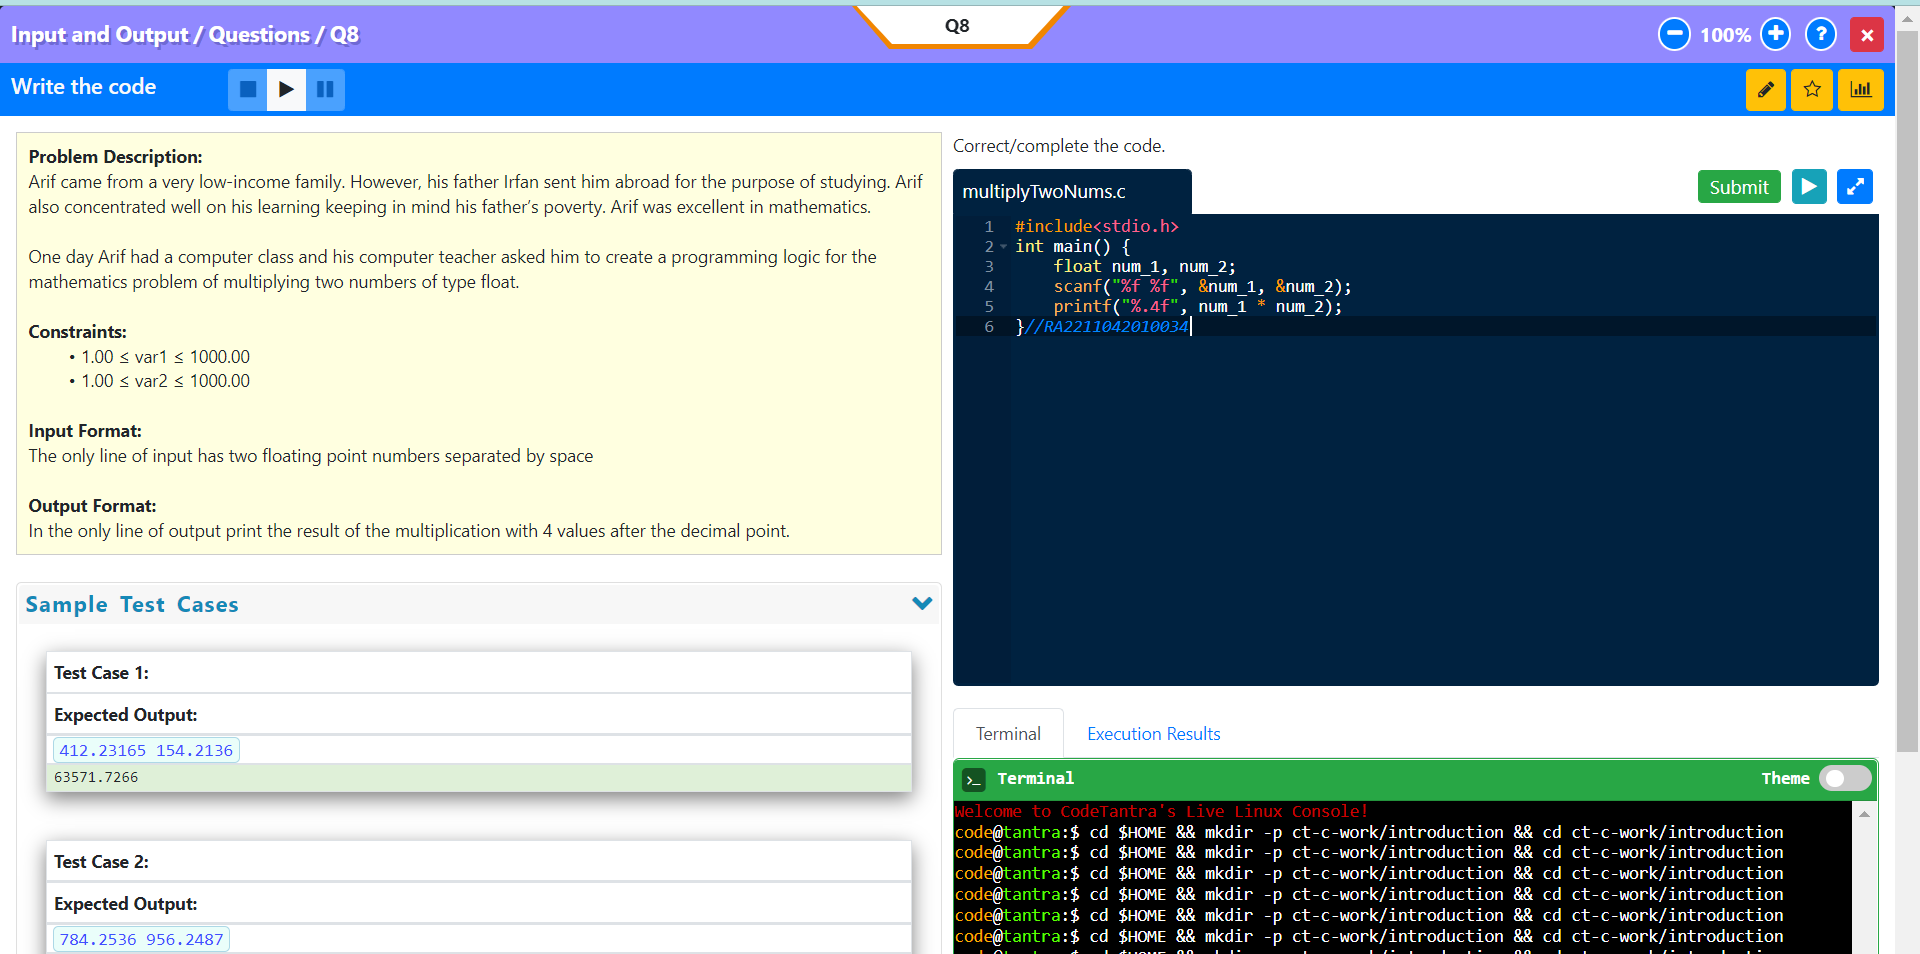 Q8
Input and Output / Questions / Q8
100%
Write the code
Problem Description:
Arif came from a very low-income family. However, his father Irfan sent him abroad for the purpose of studying. Arif
also concentrated well on his learning keeping in mind his father's poverty. Arif was excellent in mathematics.
One day Arif had a computer class and his computer teacher asked him to create a programming logic for the
mathematics problem of multiplying two numbers of type float.
Constraints:
• 1.00 ≤ var1 ≤ 1000.00
• 1.00 ≤ var2 ≤ 1000.00
Input Format:
The only line of input has two floating point numbers separated by space
Output Format:
In the only line of output print the result of the multiplication with 4 values after the decimal point.
Sample Test Cases
Test Case 1:
Expected Output:
412.23165 154.2136
63571.7266
Test Case 2:
Expected Output:
784.2536 956.2487
Correct/complete the code.
multiplyTwoNums.c
Submit
1 #include<stdio.h>
2 int main() {
3 float num_1, num_2;
4 scanf("%f %f", &num_1, &num_2);
5 printf("%.4f", num_1 * num_2);
6 }//RA2211042010034
Terminal Execution Results
>_ Terminal Theme
Welcome to CodeTantra's Live Linux Console!
code@tantra:$ cd $HOME && mkdir -p ct-c-work/introduction && cd ct-c-work/introduction
code@tantra:$ cd $HOME && mkdir -p ct-c-work/introduction && cd ct-c-work/introduction
code@tantra:$ cd $HOME && mkdir -p ct-c-work/introduction && cd ct-c-work/introduction
code@tantra:$ cd $HOME && mkdir -p ct-c-work/introduction && cd ct-c-work/introduction
code@tantra:$ cd $HOME && mkdir -p ct-c-work/introduction && cd ct-c-work/introduction
code@tantra:$ cd $HOME && mkdir -p ct-c-work/introduction && cd ct-c-work/introduction